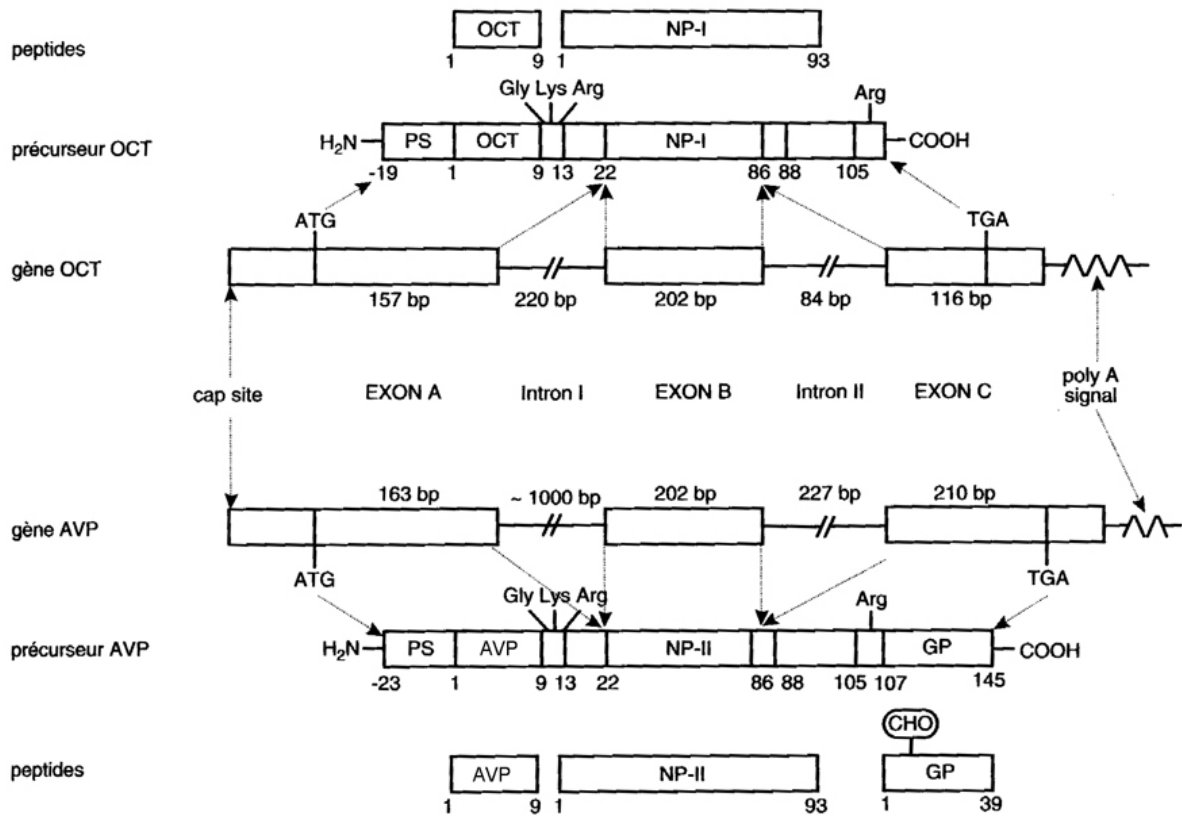 OCT NP-I
peptides
1 9 1 93
Gly Lys Arg Arg
H₂N PS OCT NP-I COOH
précurseur OCT
-19 1 9 13 22 86 88 105
ATG TGA
gène OCT
157 bp 220 bp 202 bp 84 bp 116 bp
cap site EXON A Intron I EXON B Intron II EXON C poly A
signal
163 bp ~ 1000 bp 202 bp 227 bp 210 bp
gène AVP
ATG TGA
Gly Lys Arg Arg
précurseur AVP H₂N PS AVP NP-II GP COOH
-23 1 9 13 22 86 88 105 107 145
CHO
peptides AVP NP-II GP
1 9 1 93 1 39